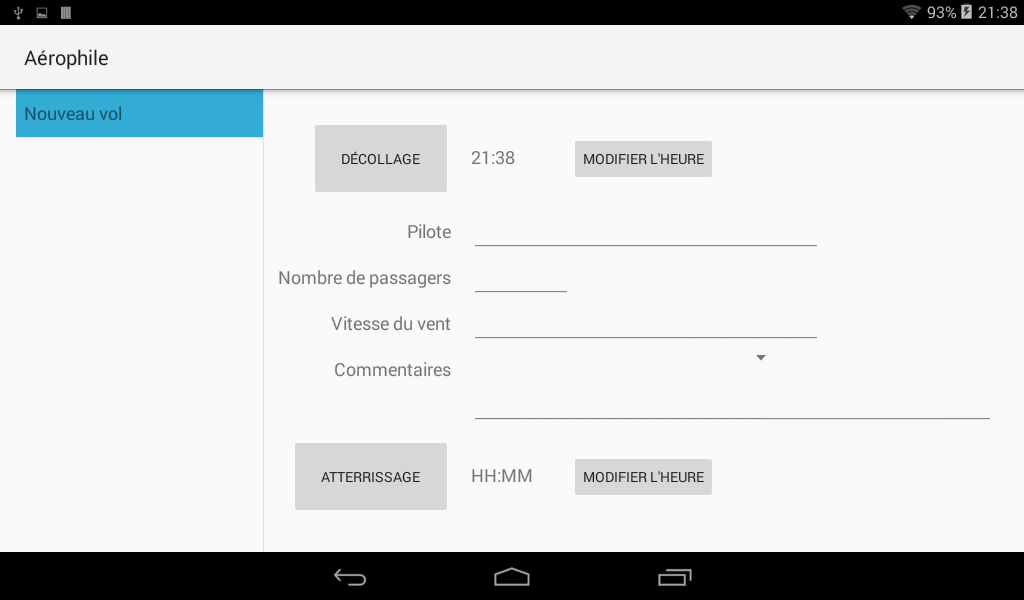 93% 21:38
Aérophile
Nouveau vol
DÉCOLLAGE 21:38 MODIFIER L'HEURE
Pilote
Nombre de passagers
Vitesse du vent
Commentaires
ATTERRISSAGE HH:MM MODIFIER L'HEURE